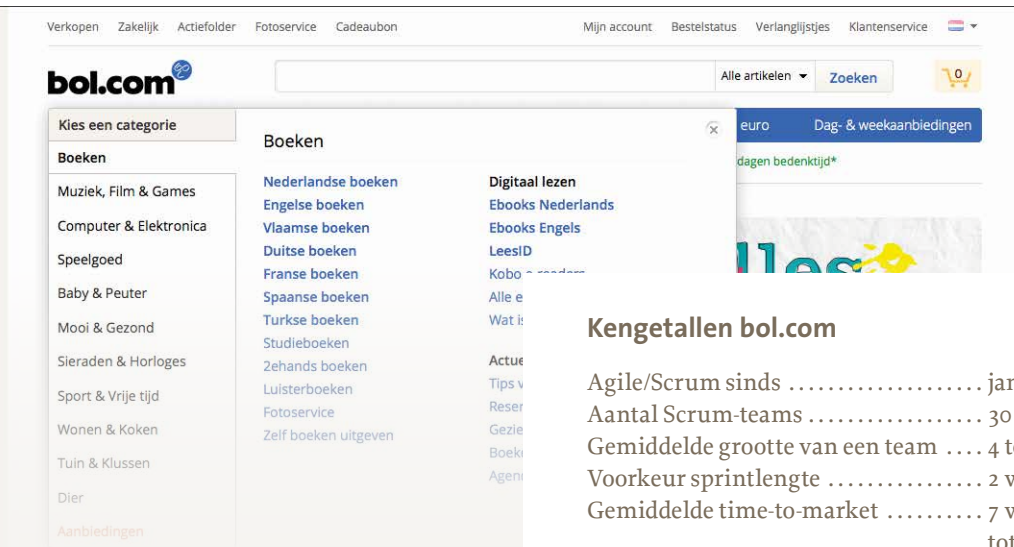 Verkopen Zakelijk Actiefolder Fotoservice Cadeaubon Mijn account Bestelstatus Verlanglijstjes Klantenservice
bol.com
Alle artikelen Zoeken 0
Kies een categorie
Boeken
Muziek, Film & Games
Computer & Elektronica
Speelgoed
Baby & Peuter
Mooi & Gezond
Sieraden & Horloges
Sport & Vrije tijd
Wonen & Koken
Tuin & Klussen
Dier
Aanbiedingen
Boeken
Nederlandse boeken
Engelse boeken
Vlaamse boeken
Duitse boeken
Franse boeken
Spaanse boeken
Turkse boeken
Studieboeken
2ehands boeken
Luisterboeken
Fotoservice
Zelf boeken uitgeven
Digitaal lezen
Ebooks Nederlands
Ebooks Engels
LeesID
Kobo e-readers
Alle e
Wat is
Actue
Tips v
Reser
Gezie
Boek
Agen
euro Dag- & weekaanbiedingen
dagen bedenktijd*
lles
Kengetallen bol.com
Agile/Scrum sinds .................... jan
Aantal Scrum-teams .................. 30
Gemiddelde grootte van een team .... 4 t
Voorkeur sprintlengte ................ 2 w
Gemiddelde time-to-market .......... 7 w
tot